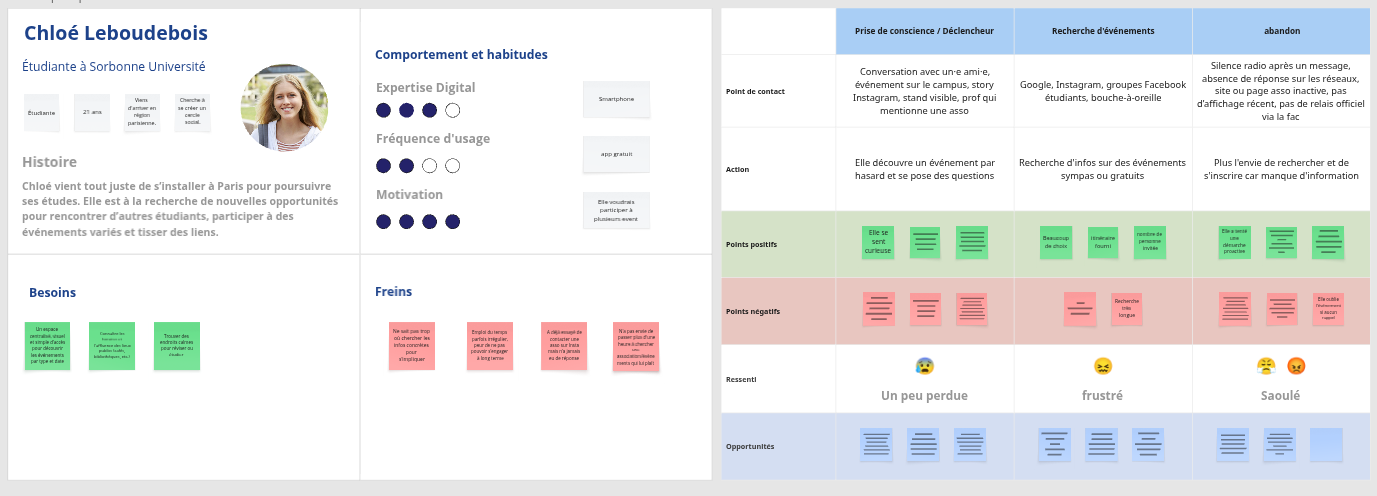 Chloé Leboudebois
Étudiante à Sorbonne Université
Étudiante
21 ans
Viens
d'arriver en
région
parisienne.
Cherche à
se créer un
cercle
social.
Histoire
Chloé vient tout juste de s'installer à Paris pour poursuivre
ses études. Elle est à la recherche de nouvelles opportunités
pour rencontrer d'autres étudiants, participer à des
événements variés et tisser des liens.
Comportement et habitudes
Expertise Digital
Smartphone
Fréquence d'usage
app gratuit
Motivation
Elle voudrais
participer à
plusieurs event
Besoins
Un espace
centralisé, visuel
et simple d'accès
pour découvrir
les événements
par type et date
Trouver des
endroits calmes
pour réviser ou
étudier
Freins
Ne sait pas trop
où chercher les
infos concrètes
pour
s'impliquer
Emploi du temps
parfois irrégulier,
peur de ne pas
pouvoir s'engager
à long terme
A déjà essayé de
contacter une
asso sur Insta
mais n'a jamais
eu de réponse
N'a pas envie de
passer plus d'une
heure à chercher
Prise de conscience / Déclencheur
Recherche d'événements
abandon
Point de contact
Conversation avec un·e ami·e,
événement sur le campus, story
Instagram, stand visible, prof qui
mentionne une asso
Google, Instagram, groupes Facebook
étudiants, bouche-à-oreille
Silence radio après un message,
absence de réponse sur les réseaux,
site ou page asso inactive, pas
d'affichage récent, pas de relais officiel
via la fac
Action
Elle découvre un événement par
hasard et se pose des questions
Recherche d'infos sur des événements
sympas ou gratuits
Plus l'envie de rechercher et de
s'inscrire car manque d'information
Points positifs
Elle se
sent
curieuse
Beaucoup
de choix
itinéraire
fourni
nombre de
personne
invitée
Elle a tenté
une
démarche
proactive
Points négatifs
Recherche
très
longue
Elle oublie
l'événement
si aucun
rappel
Ressenti
Un peu perdue
frustré
Saoulé
Opportunités